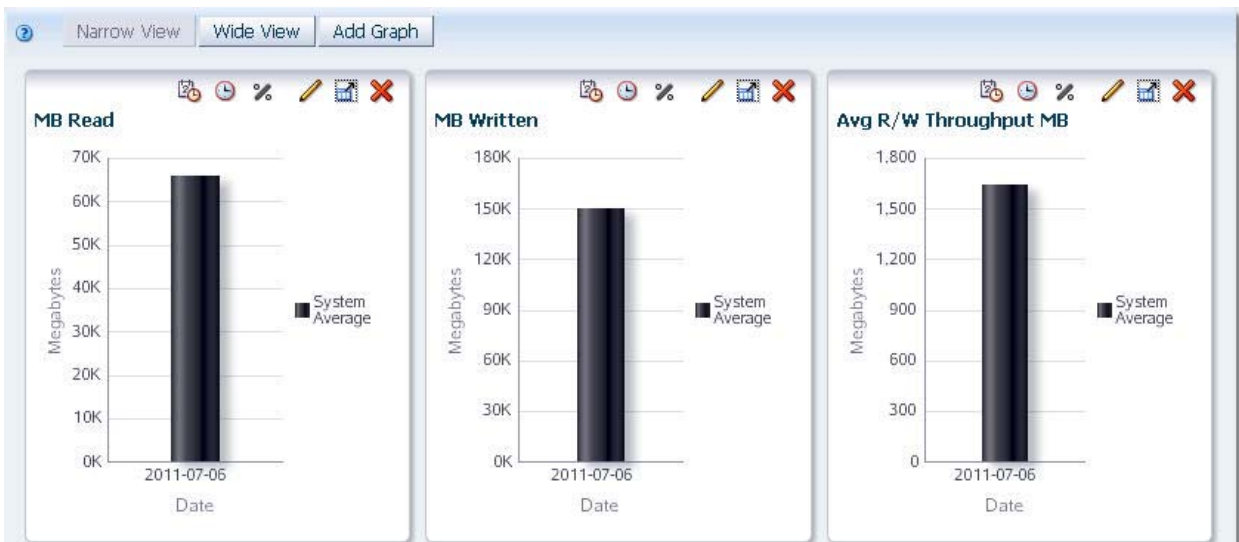 Narrow View Wide View Add Graph
MB Read
70K
60K
50K
40K
30K
20K
10K
0K
Megabytes
2011-07-06
Date
System
Average
MB Written
180K
150K
120K
90K
60K
30K
0K
Megabytes
2011-07-06
Date
System
Average
Avg R/W Throughput MB
1,800
1,500
1,200
900
600
300
0
Megabytes
2011-07-06
Date
System
Average